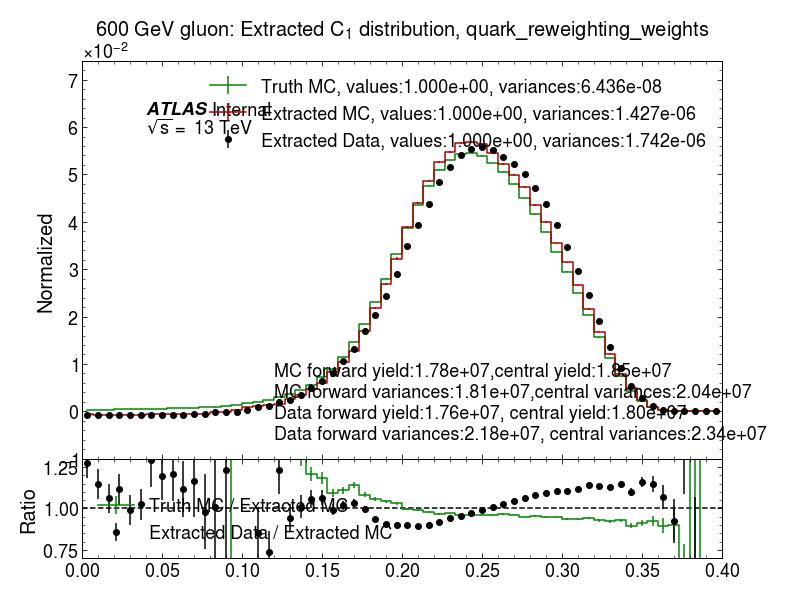 600 GeV gluon: Extracted C₁ distribution, quark_reweighting_weights
×10⁻²
Truth MC, values:1.000e+00, variances:6.436e-08
ATLAS Internal
Extracted MC, values:1.000e+00, variances:1.427e-06
√s = 13 TeV
Extracted Data, values:1.000e+00, variances:1.742e-06
7
6
5
4
3
2
1
0
1
Normalized
MC forward yield:1.78e+07,central yield:1.85e+07
MC forward variances:1.81e+07,central variances:2.04e+07
Data forward yield:1.76e+07, central yield:1.80e+07
Data forward variances:2.18e+07, central variances:2.34e+07
1.25
1.00
0.75
Ratio
Truth MC / Extracted MC
Extracted Data / Extracted MC
0.00 0.05 0.10 0.15 0.20 0.25 0.30 0.35 0.40